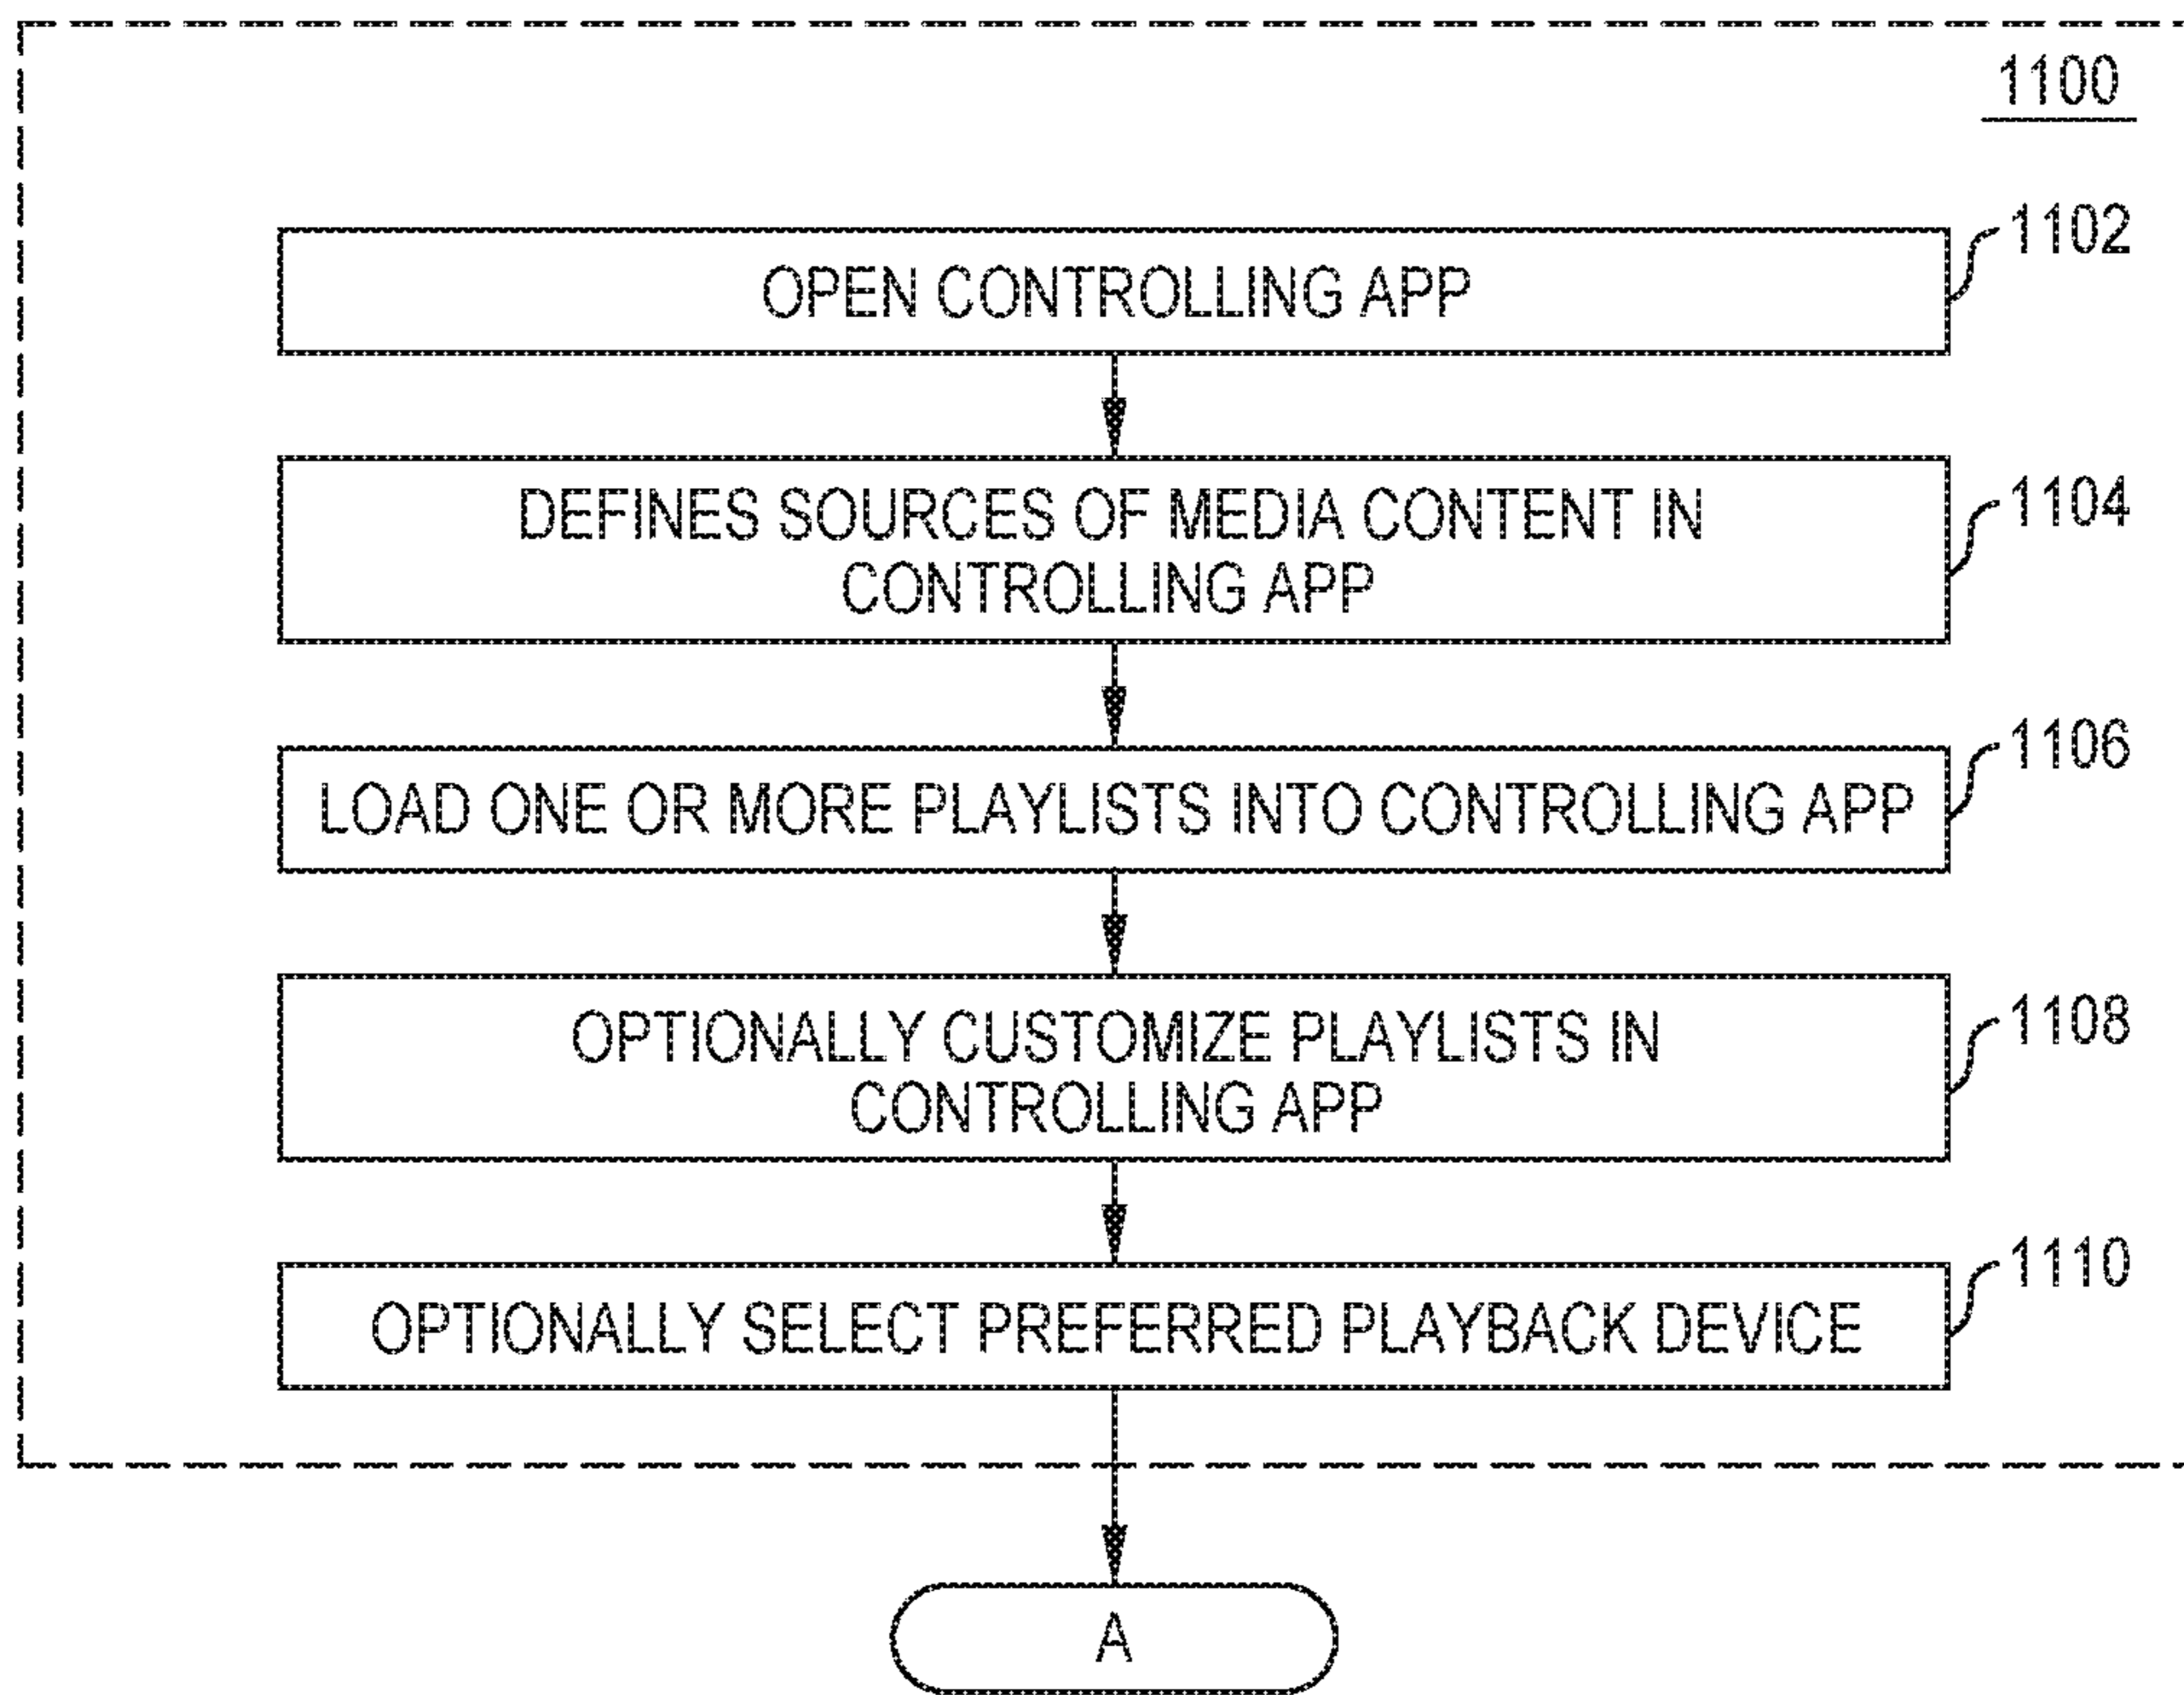 1100
1102
OPEN CONTROLLING APP
1104
DEFINES SOURCES OF MEDIA CONTENT IN
CONTROLLING APP
1106
LOAD ONE OR MORE PLAYLISTS INTO CONTROLLING APP
1108
OPTIONALLY CUSTOMIZE PLAYLISTS IN
CONTROLLING APP
1110
OPTIONALLY SELECT PREFERRED PLAYBACK DEVICE
A